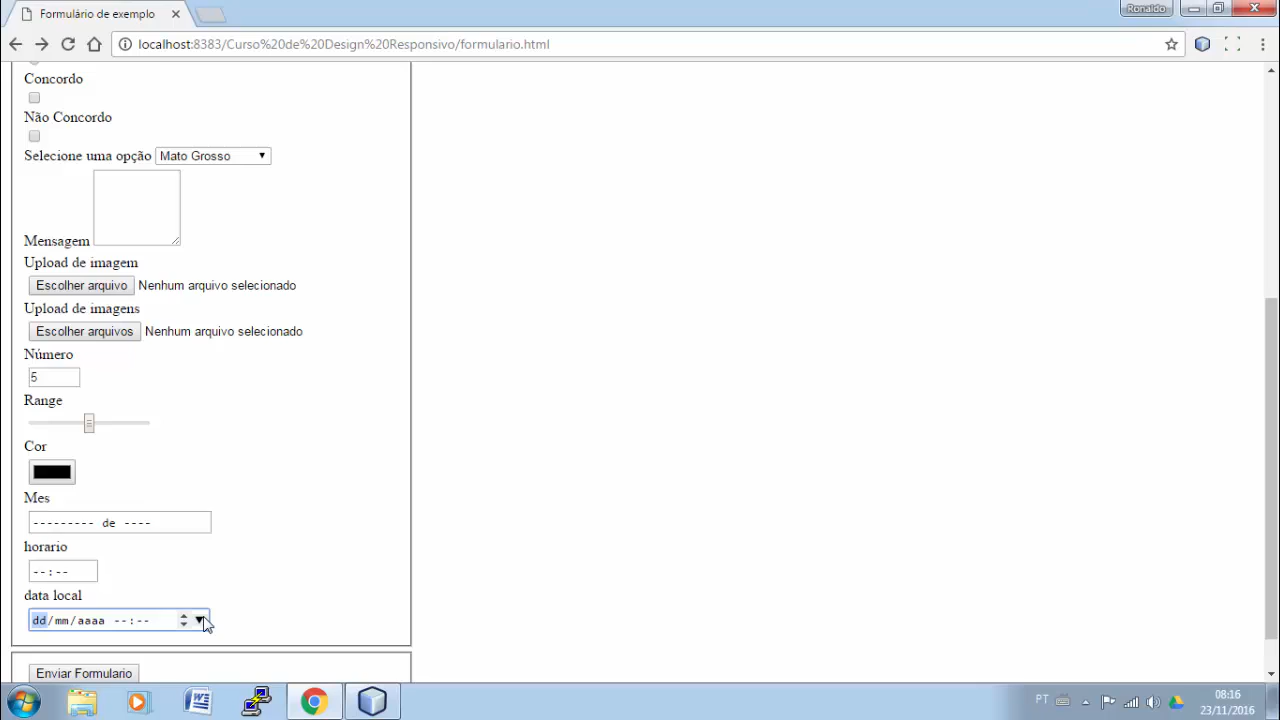 Formulário de exemplo
Ronaldo
localhost:8383/Curso%20de%20Design%20Responsivo/formulario.html
Concordo
Não Concordo
Selecione uma opção Mato Grosso
Mensagem
Upload de imagem
Escolher arquivo Nenhum arquivo selecionado
Upload de imagens
Escolher arquivos Nenhum arquivo selecionado
Número
5
Range
Cor
Mes
--------- de ----
horario
--:--
data local
dd/mm/aaaa --:--
Enviar Formulario
PT
08:16
23/11/2016